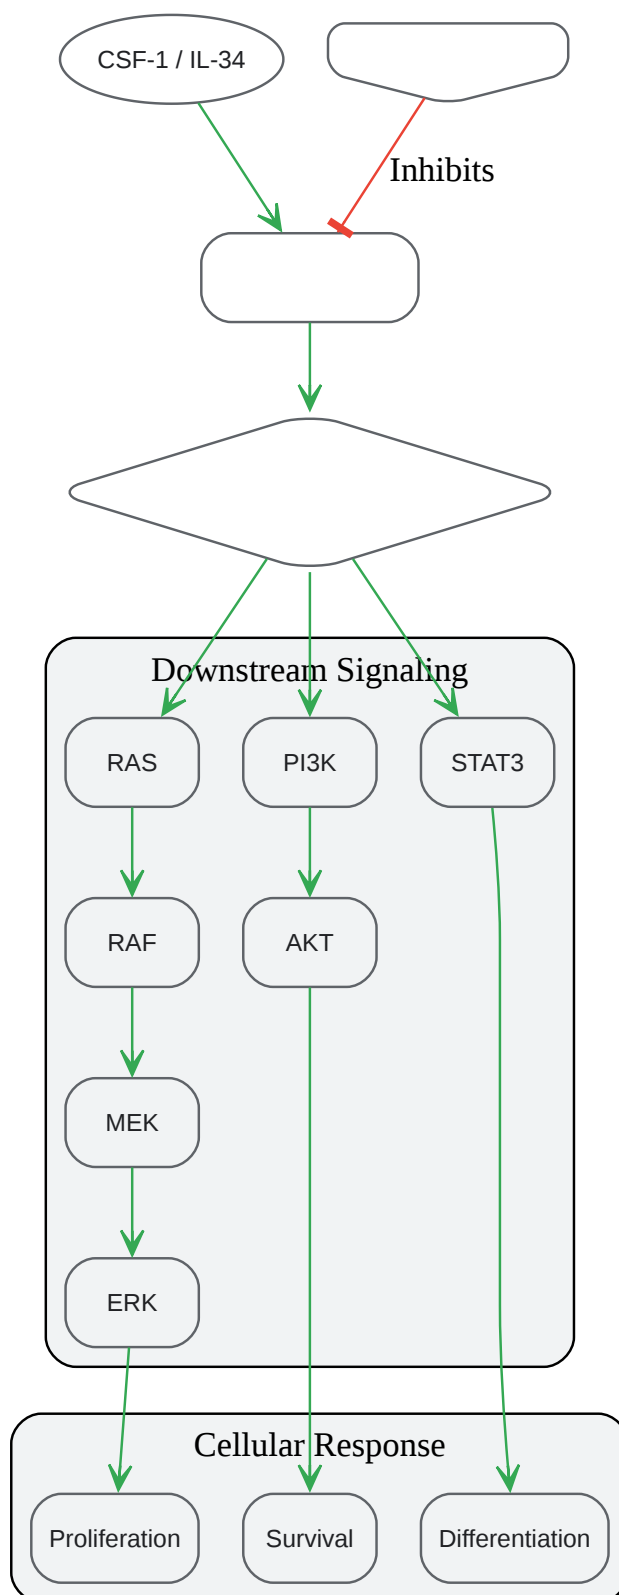 CSF-1 / IL-34
Inhibits
Downstream Signaling
RAS
PI3K
STAT3
RAF
AKT
MEK
ERK
Cellular Response
Proliferation
Survival
Differentiation